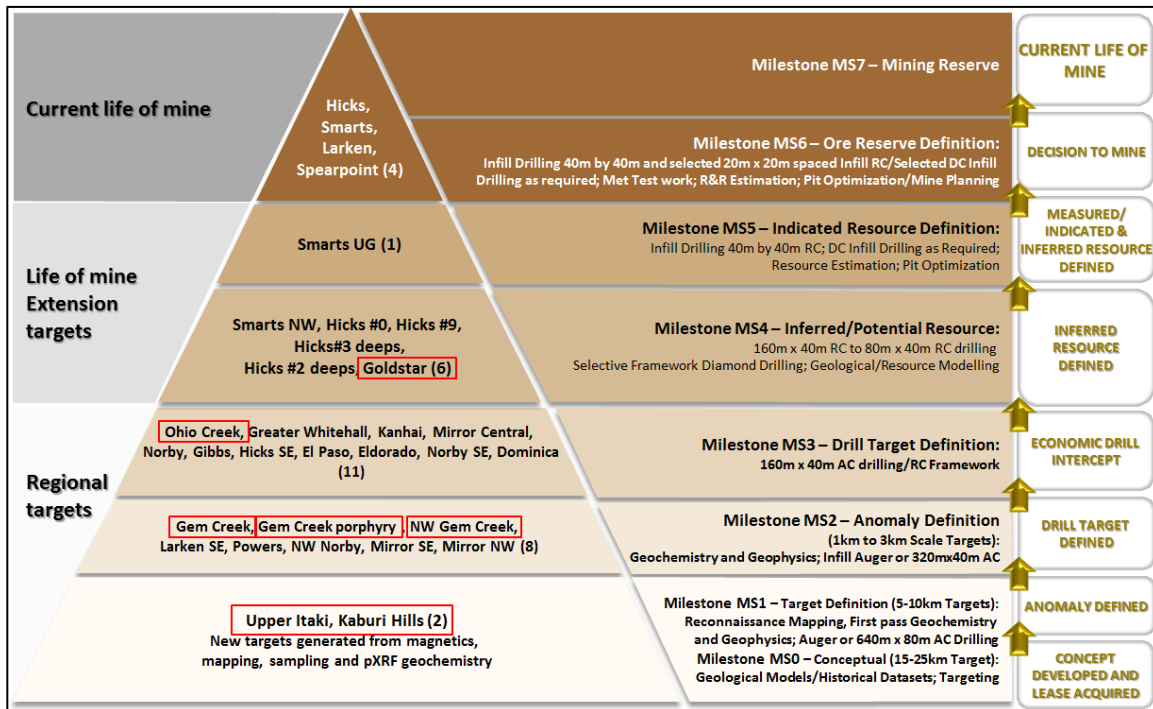 Current life of mine
Hicks,
Smarts,
Larken,
Spearpoint (4)
Milestone MS7 – Mining Reserve
CURRENT LIFE OF
MINE
Milestone MS6 – Ore Reserve Definition:
Infill Drilling 40m by 40m and selected 20m x 20m spaced Infill RC/Selected DC Infill
Drilling as required; Met Test work; R&R Estimation; Pit Optimization/Mine Planning
DECISION TO MINE
Life of mine
Extension
targets
Smarts UG (1)
Milestone MS5 – Indicated Resource Definition:
Infill Drilling 40m by 40m RC; DC Infill Drilling as Required;
Resource Estimation; Pit Optimization
MEASURED/
INDICATED &
INFERRED RESOURCE
DEFINED
Smarts NW, Hicks #0, Hicks #9,
Hicks#3 deeps,
Hicks #2 deeps, Goldstar (6)
Milestone MS4 – Inferred/Potential Resource:
160m x 40m RC to 80m x 40m RC drilling
Selective Framework Diamond Drilling; Geological/Resource Modelling
INFERRED
RESOURCE
DEFINED
Regional
targets
Ohio Creek, Greater Whitehall, Kanhai, Mirror Central,
Norby, Gibbs, Hicks SE, El Paso, Eldorado, Norby SE, Dominica
(11)
Milestone MS3 – Drill Target Definition:
160m x 40m AC drilling/RC Framework
ECONOMIC DRILL
INTERCEPT
Gem Creek, Gem Creek porphyry , NW Gem Creek,
Larken SE, Powers, NW Norby, Mirror SE, Mirror NW (8)
Milestone MS2 – Anomaly Definition
(1km to 3km Scale Targets):
Geochemistry and Geophysics; Infill Auger or 320mx40m AC
DRILL TARGET
DEFINED
Upper Itaki, Kaburi Hills (2)
New targets generated from magnetics,
mapping, sampling and pXRF geochemistry
Milestone MS1 – Target Definition (5-10km Targets):
Reconnaissance Mapping, First pass Geochemistry
and Geophysics; Auger or 640m x 80m AC Drilling
Milestone MS0 – Conceptual (15-25km Target):
Geological Models/Historical Datasets; Targeting
ANOMALY DEFINED
CONCEPT
DEVELOPED AND
LEASE ACQUIRED